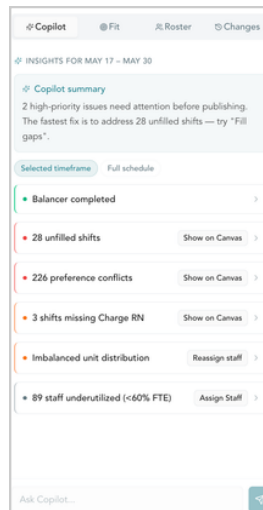 Copilot Fit Roster Changes
INSIGHTS FOR MAY 17 – MAY 30
Copilot summary
2 high-priority issues need attention before publishing.
The fastest fix is to address 28 unfilled shifts — try "Fill
gaps".
Selected timeframe Full schedule
Balancer completed
28 unfilled shifts Show on Canvas
226 preference conflicts Show on Canvas
3 shifts missing Charge RN Show on Canvas
Imbalanced unit distribution Reassign staff
89 staff underutilized (<60% FTE) Assign Staff
Ask Copilot...